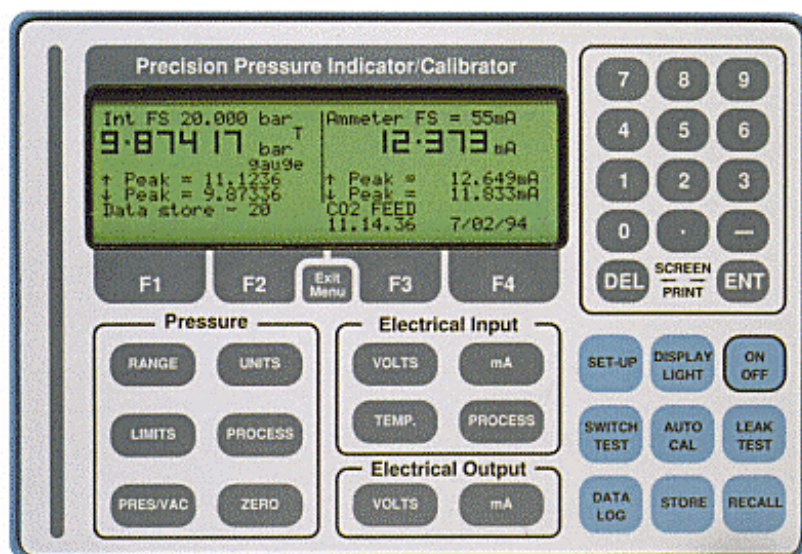 Precision Pressure Indicator/Calibrator
Int FS 20.000 bar
9.87417 bar T
gauge
↑ Peak = 11.1236
↓ Peak = 9.87336
Data store - 20
Ammeter FS = 55mA
12.373 mA
↑ Peak = 12.649mA
↓ Peak = 11.833mA
CO2 FEED
11.14.36 7/02/94
F1 F2 Exit Menu F3 F4
7 8 9
4 5 6
1 2 3
0 · —
DEL SCREEN PRINT ENT
Pressure
RANGE UNITS
LIMITS PROCESS
PRES/VAC ZERO
Electrical Input
VOLTS mA
TEMP. PROCESS
Electrical Output
VOLTS mA
SET-UP DISPLAY LIGHT ON OFF
SWITCH TEST AUTO CAL LEAK TEST
DATA LOG STORE RECALL